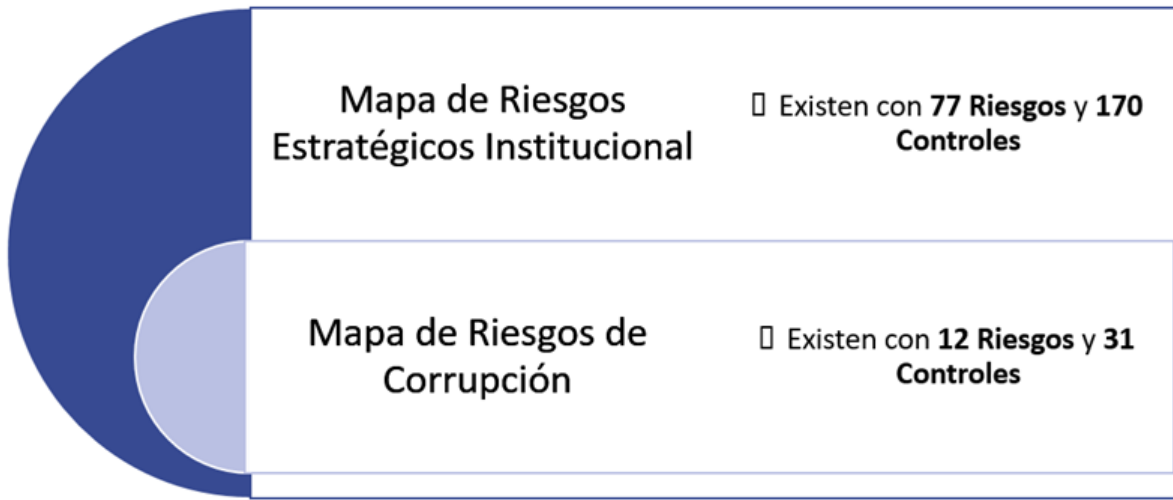 Mapa de Riesgos
Estratégicos Institucional
▯ Existen con 77 Riesgos y 170
Controles
Mapa de Riesgos de
Corrupción
▯ Existen con 12 Riesgos y 31
Controles